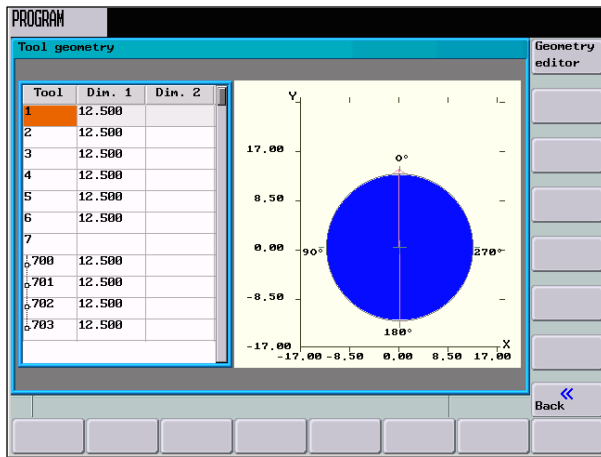 PROGRAM
Tool geometry
Geometry
editor
Tool Dim. 1 Dim. 2
1 12.500
2 12.500
3 12.500
4 12.500
5 12.500
6 12.500
7
700 12.500
701 12.500
702 12.500
703 12.500
Y
17.00
8.50
0.00
-8.50
-17.00
0°
90°
270°
180°
X
-17.00 -8.50 0.00 8.50 17.00
«
Back